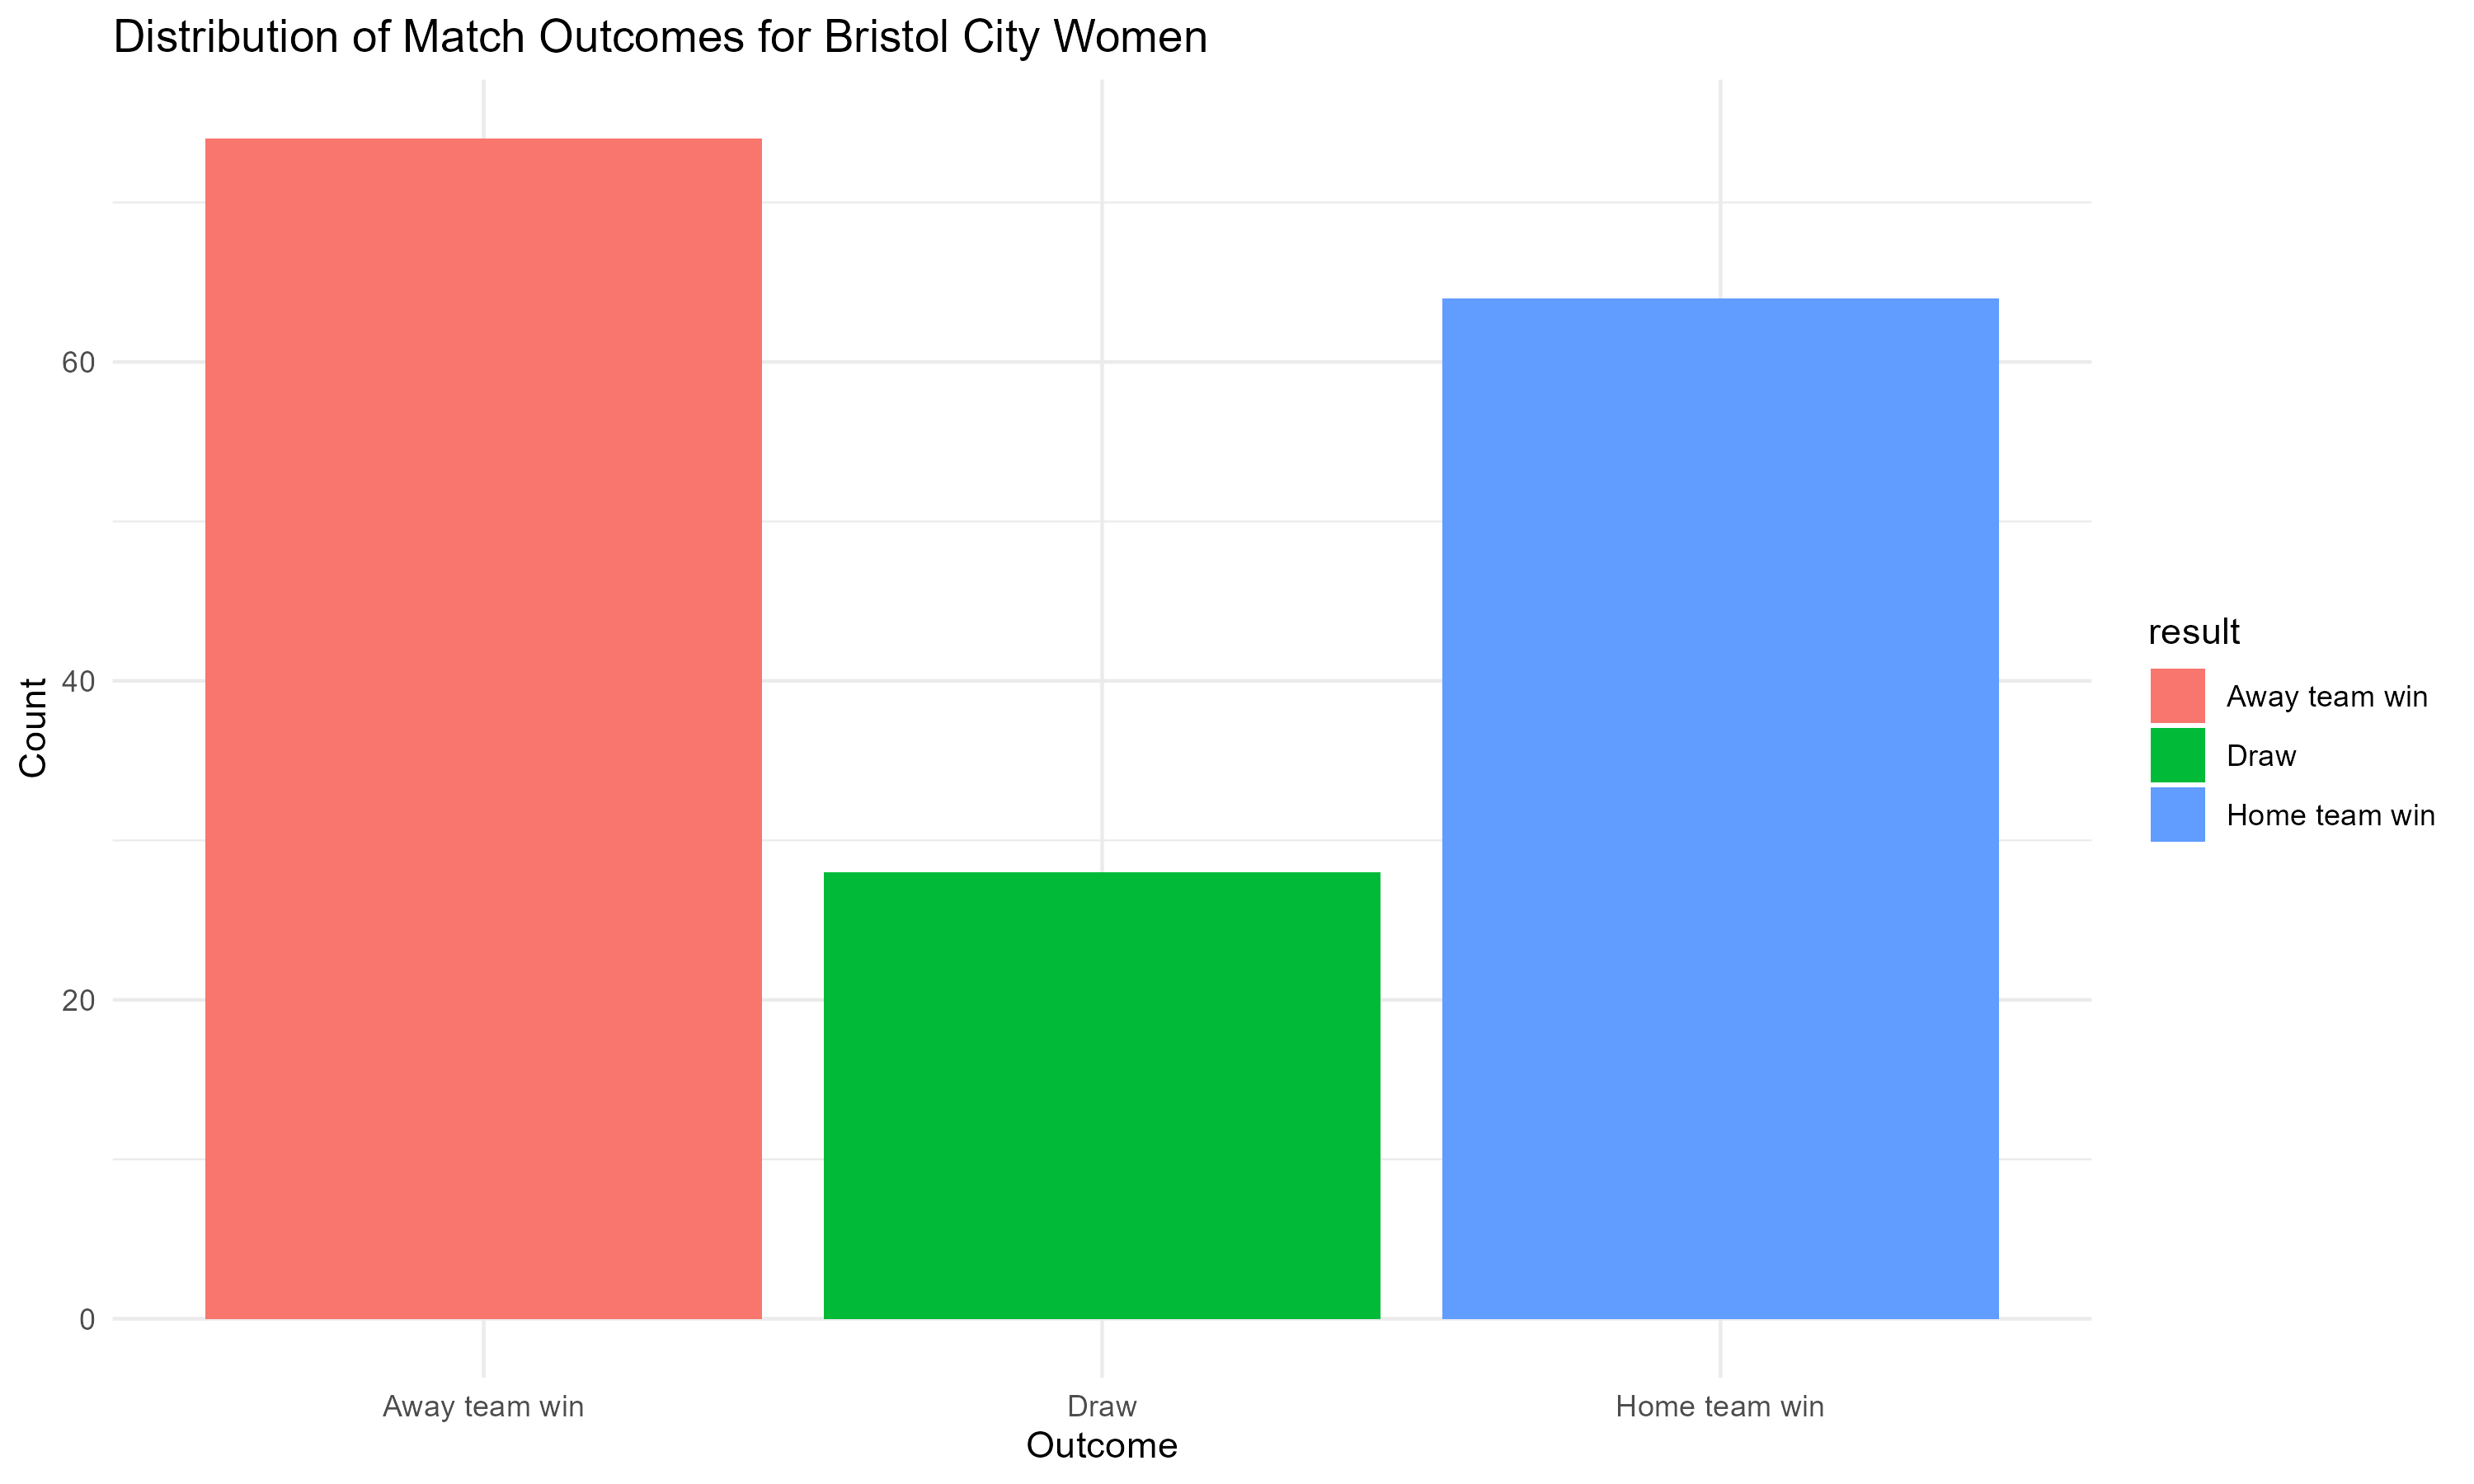 Distribution of Match Outcomes for Bristol City Women
Count
60
40
20
0
Away team win
Draw
Home team win
Outcome
result
Away team win
Draw
Home team win